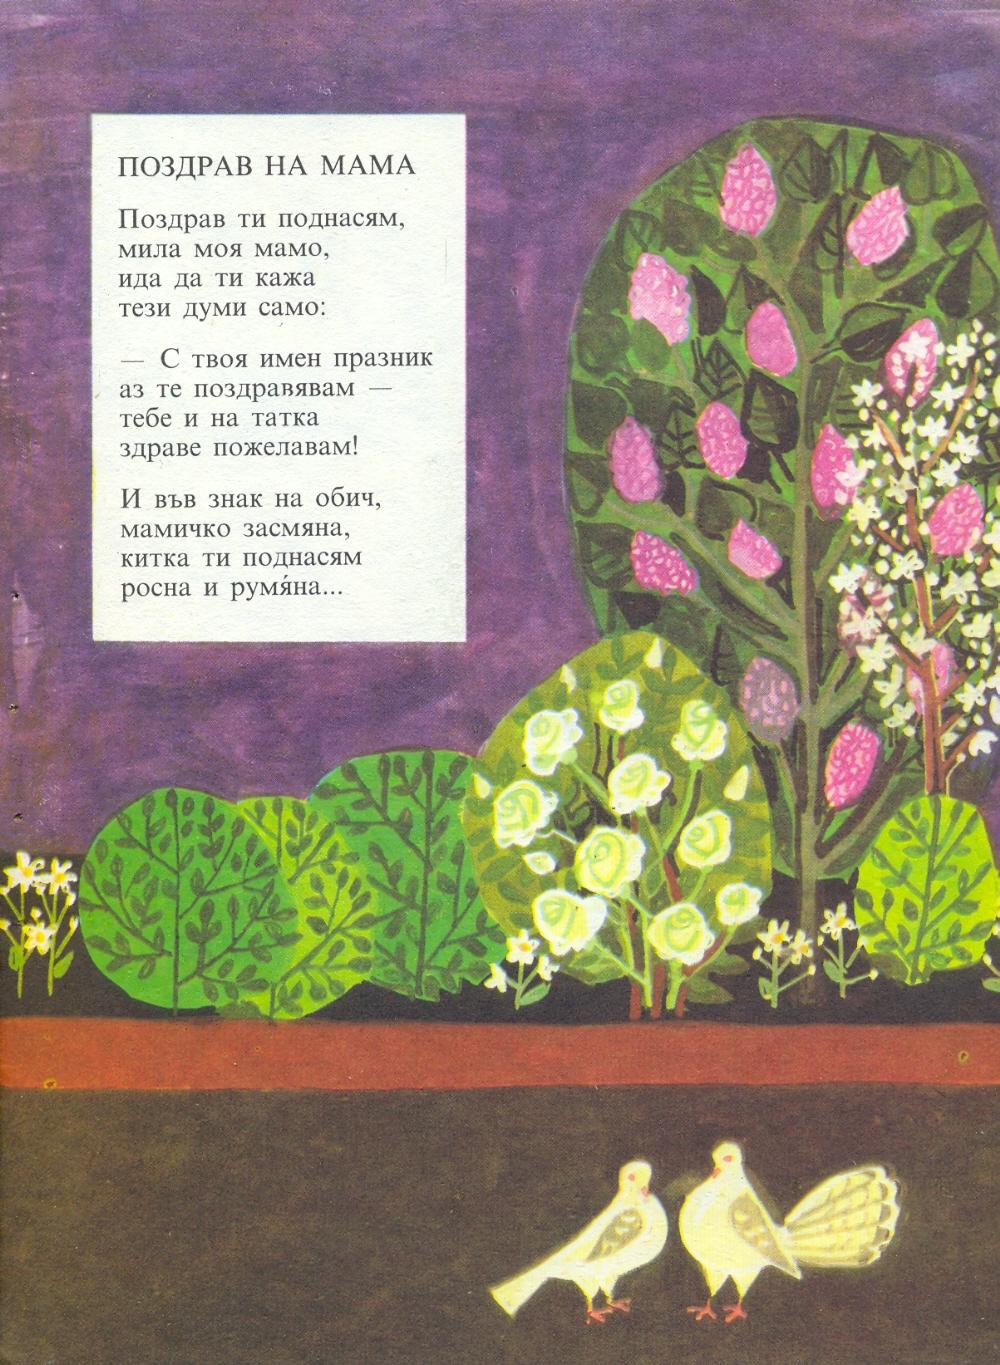 ПОЗДРАВ НА МАМА
Поздрав ти поднасям,
мила моя мамо,
ида да ти кажа
тези думи само:
— С твоя имен празник
аз те поздравявам —
тебе и на татка
здраве пожелавам!
И във знак на обич,
мамичко засмяна,
китка ти поднасям
росна и румя́на...